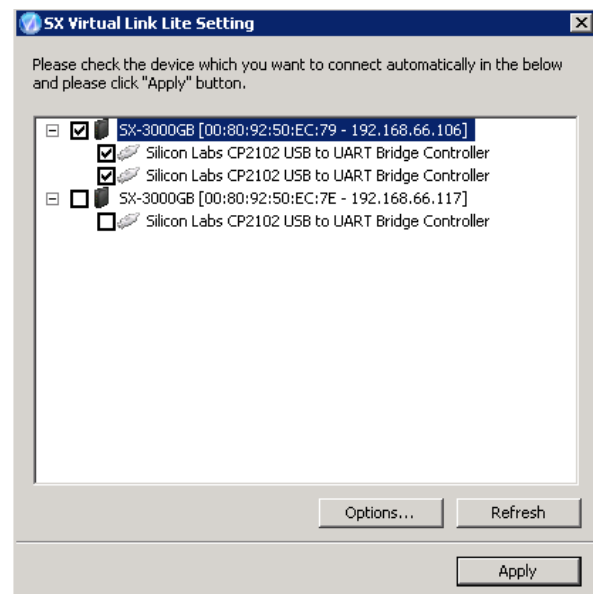 SX Virtual Link Lite Setting
Please check the device which you want to connect automatically in the below
and please click "Apply" button.
SX-3000GB [00:80:92:50:EC:79 - 192.168.66.106]
Silicon Labs CP2102 USB to UART Bridge Controller
Silicon Labs CP2102 USB to UART Bridge Controller
SX-3000GB [00:80:92:50:EC:7E - 192.168.66.117]
Silicon Labs CP2102 USB to UART Bridge Controller
Options... Refresh
Apply